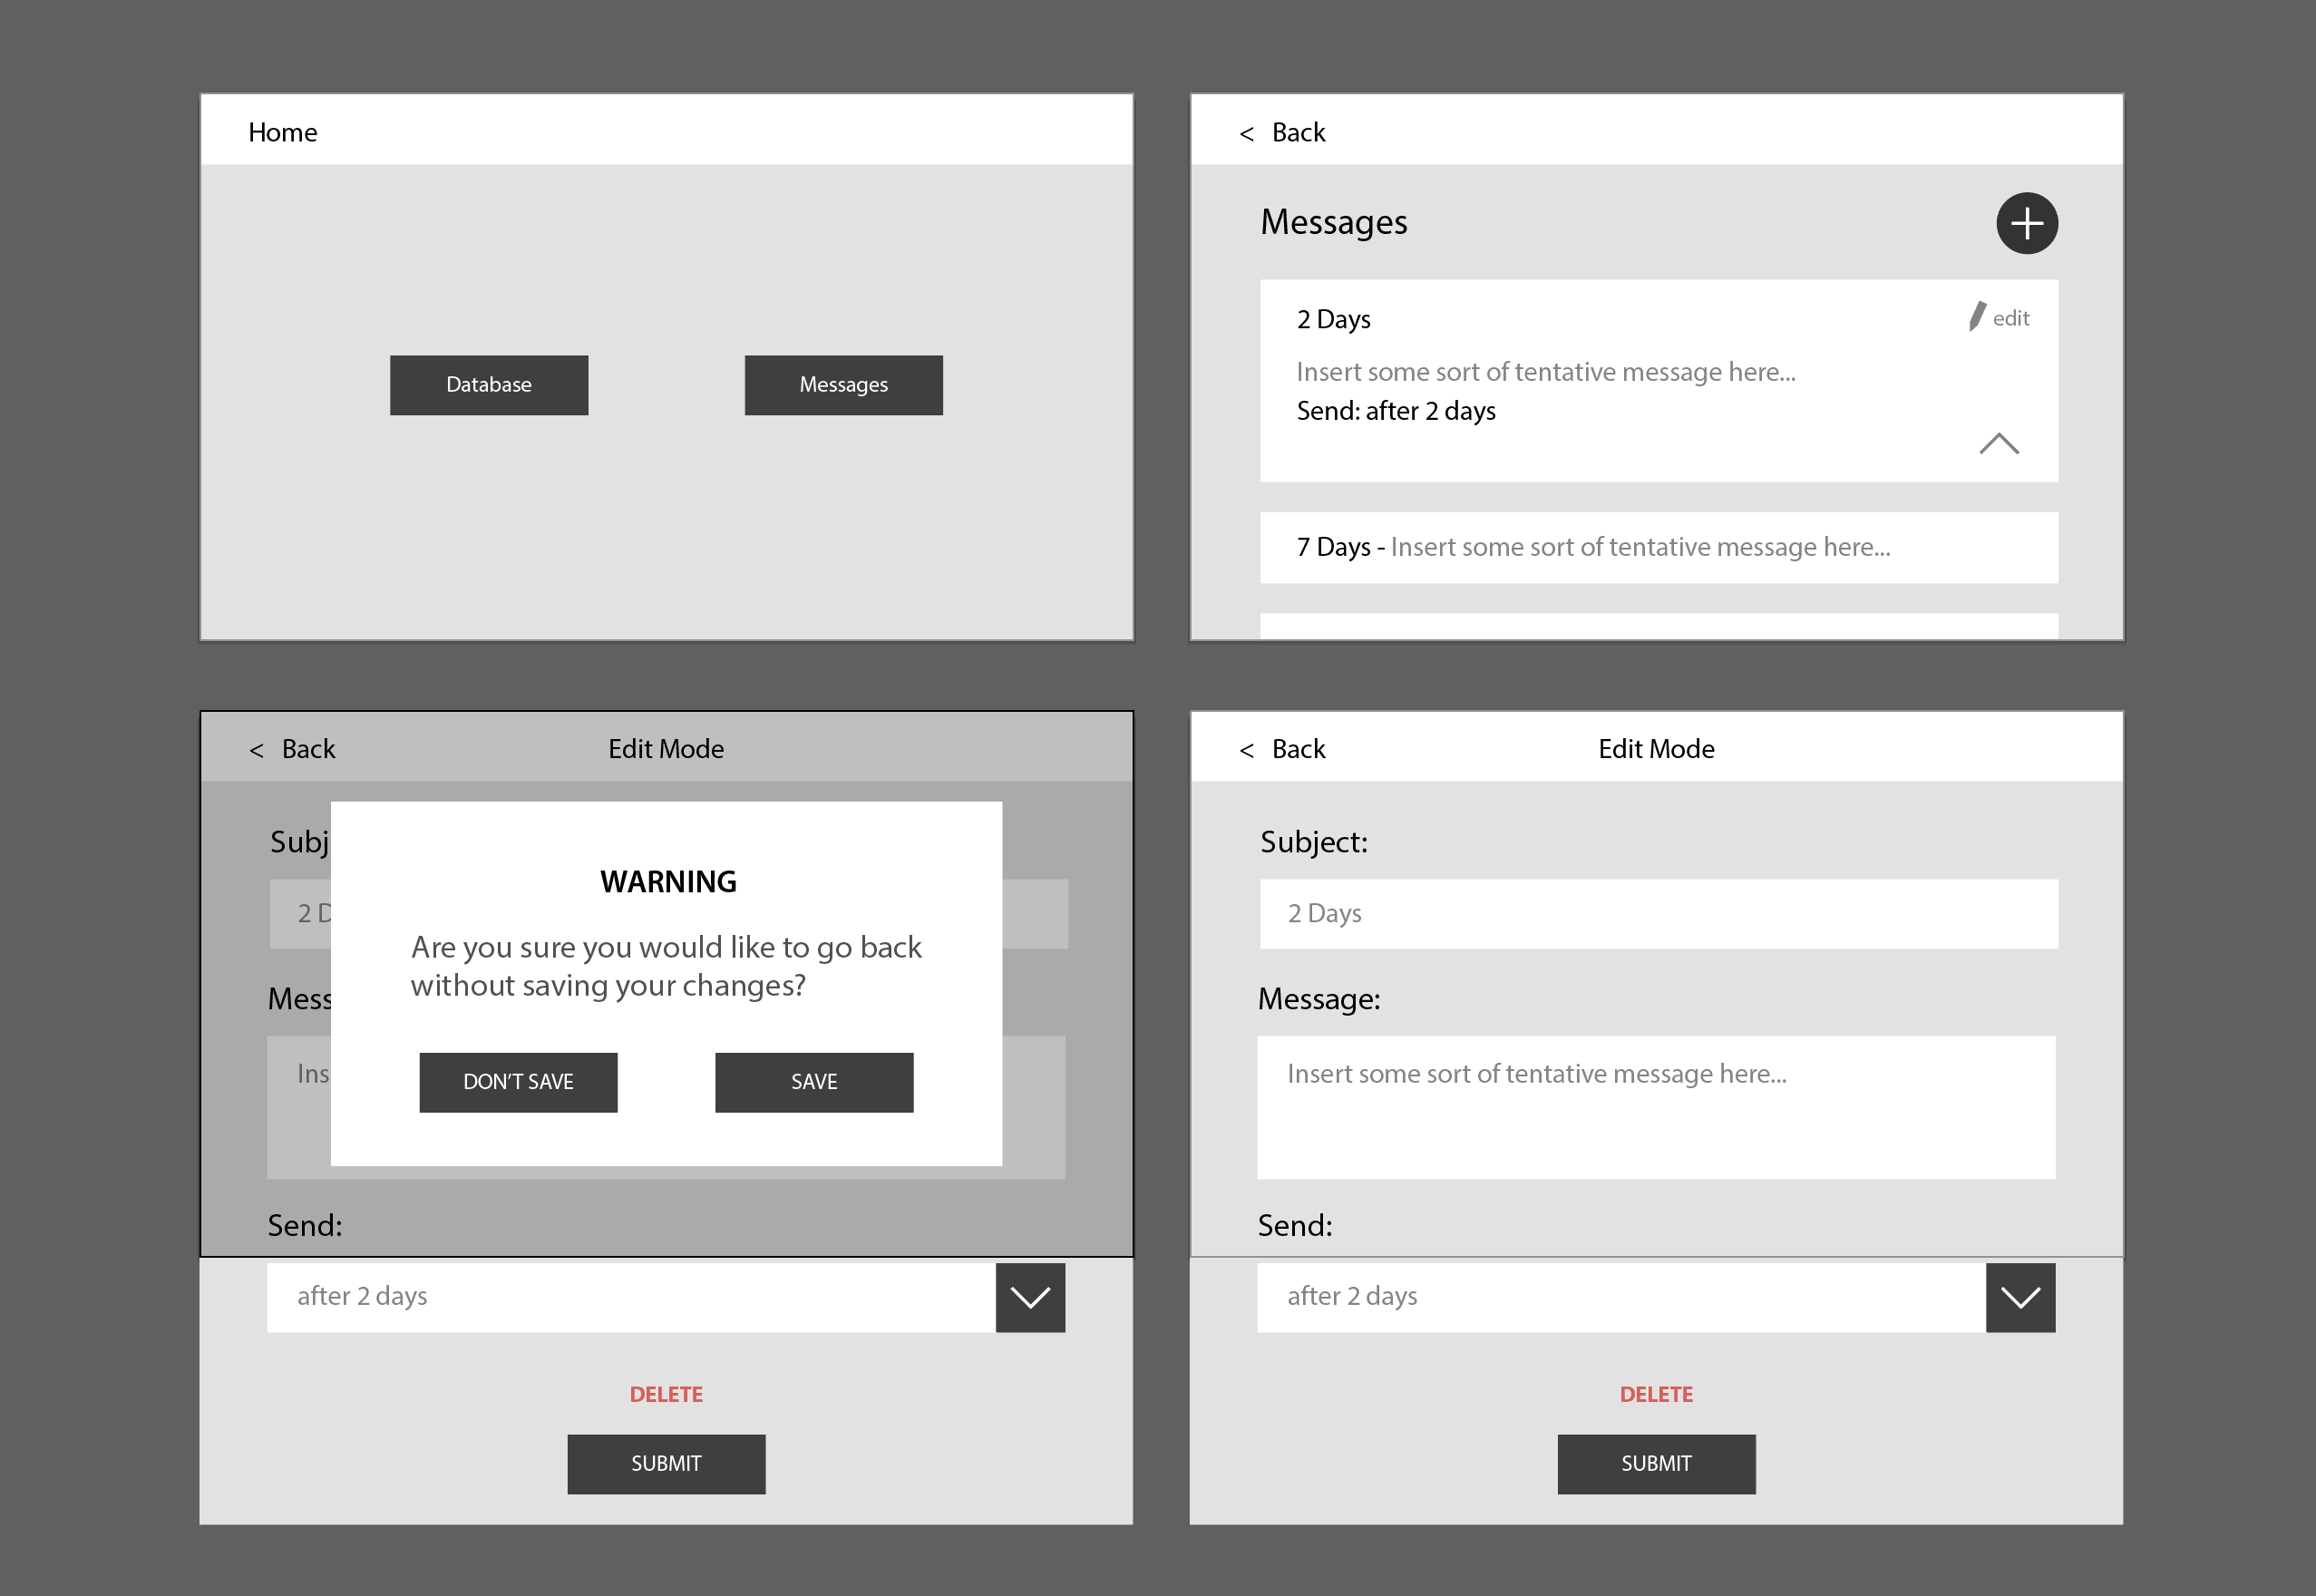 Home
Database
Messages
< Back
Messages
2 Days
edit
Insert some sort of tentative message here...
Send: after 2 days
7 Days - Insert some sort of tentative message here...
< Back
Edit Mode
Subj
2 D
Mess
Ins
WARNING
Are you sure you would like to go back
without saving your changes?
DON'T SAVE
SAVE
Send:
after 2 days
DELETE
SUBMIT
< Back
Edit Mode
Subject:
2 Days
Message:
Insert some sort of tentative message here...
Send:
after 2 days
DELETE
SUBMIT